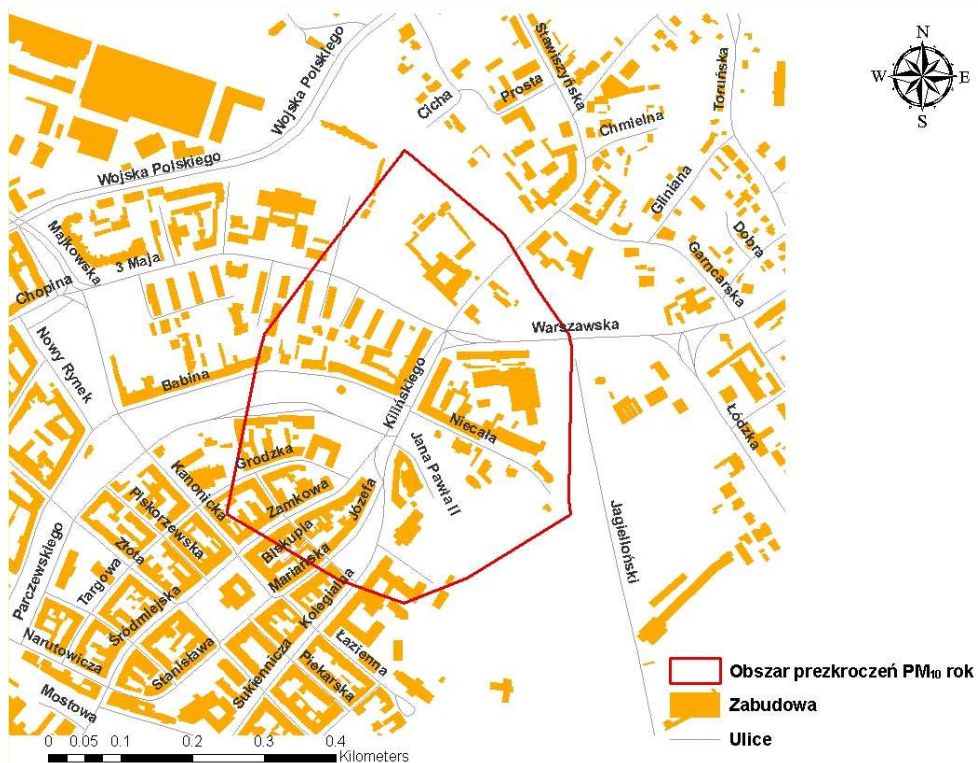 N
W E
S
Wojska Polskiego
Stawiszyńska
Toruńska
Cicha
Prosta
Chmielna
Wojska Polskiego
Gliniana
Majkowska
Dobra
3 Maja
Garncarska
Chopina
Warszawska
Nowy Rynek
Babina
Kilińskiego
Niecała
Łódzka
Grodzka
Jana Pawła II
Kanonicka
Zamkowa
Józefa
Piskorzewska
Biskupia
Jagielloński
Parczewskiego
Złota
Mariańska
Targowa
Kolegialna
Śródmiejska
Łazienna
Narutowicza
Stanisława
Sukiennicza
Piekarska
Mostowa
Obszar prezkroczeń PM₁₀ rok
Zabudowa
Ulice
0 0.05 0.1 0.2 0.3 0.4
Kilometers